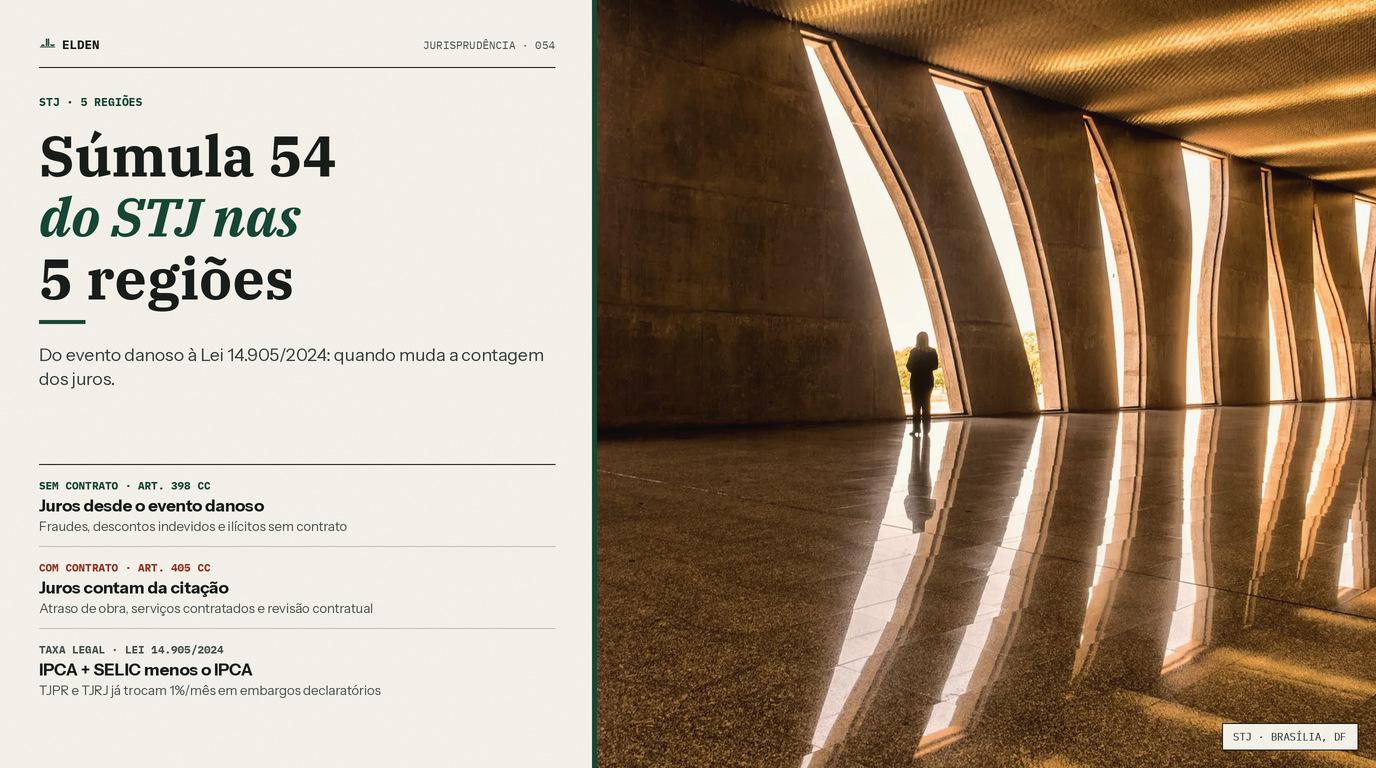 ELDEN
JURISPRUDÊNCIA · 054
STJ · 5 REGIÕES
Súmula 54
do STJ nas
5 regiões
Do evento danoso à Lei 14.905/2024: quando muda a contagem
dos juros.
SEM CONTRATO · ART. 398 CC
Juros desde o evento danoso
Fraudes, descontos indevidos e ilícitos sem contrato
COM CONTRATO · ART. 405 CC
Juros contam da citação
Atraso de obra, serviços contratados e revisão contratual
TAXA LEGAL · LEI 14.905/2024
IPCA + SELIC menos o IPCA
TJPR e TJRJ já trocam 1%/mês em embargos declaratórios
STJ · BRASÍLIA, DF